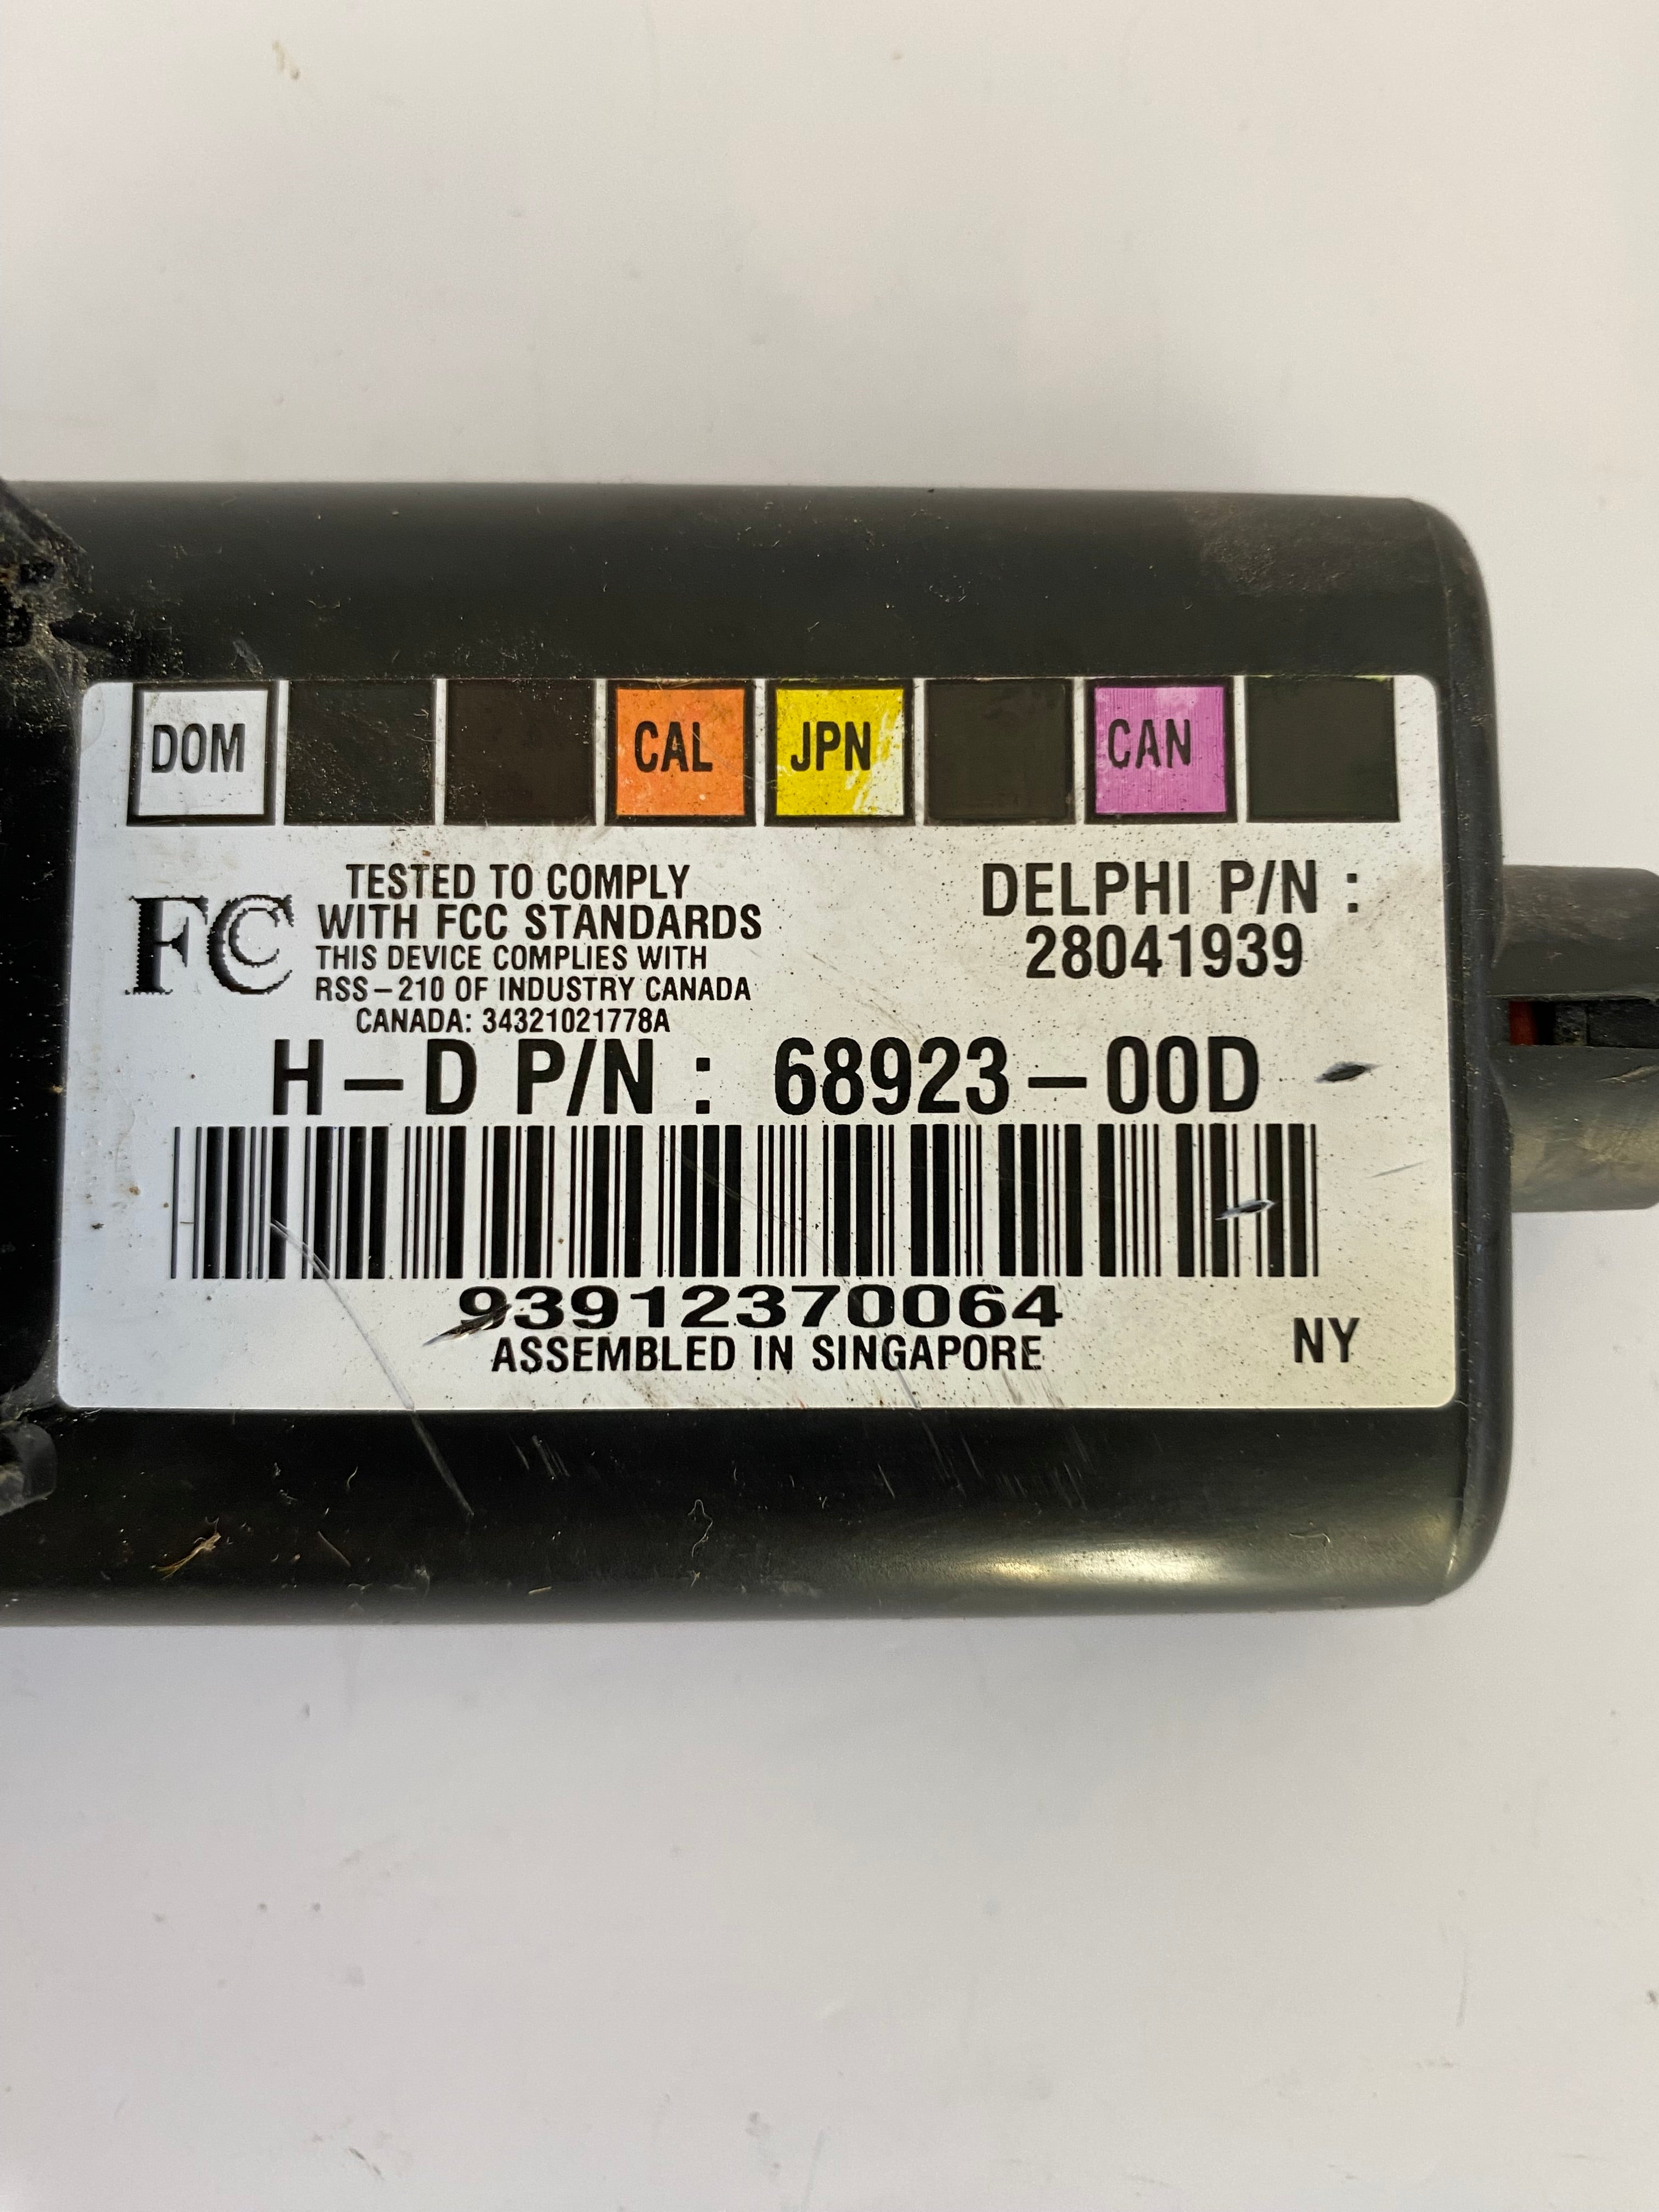 DOM CAL JPN CAN
FC TESTED TO COMPLY
WITH FCC STANDARDS
THIS DEVICE COMPLIES WITH
RSS-210 OF INDUSTRY CANADA
CANADA: 34321021778A
DELPHI P/N :
28041939
H-D P/N : 68923-00D
93912370064
ASSEMBLED IN SINGAPORE
NY